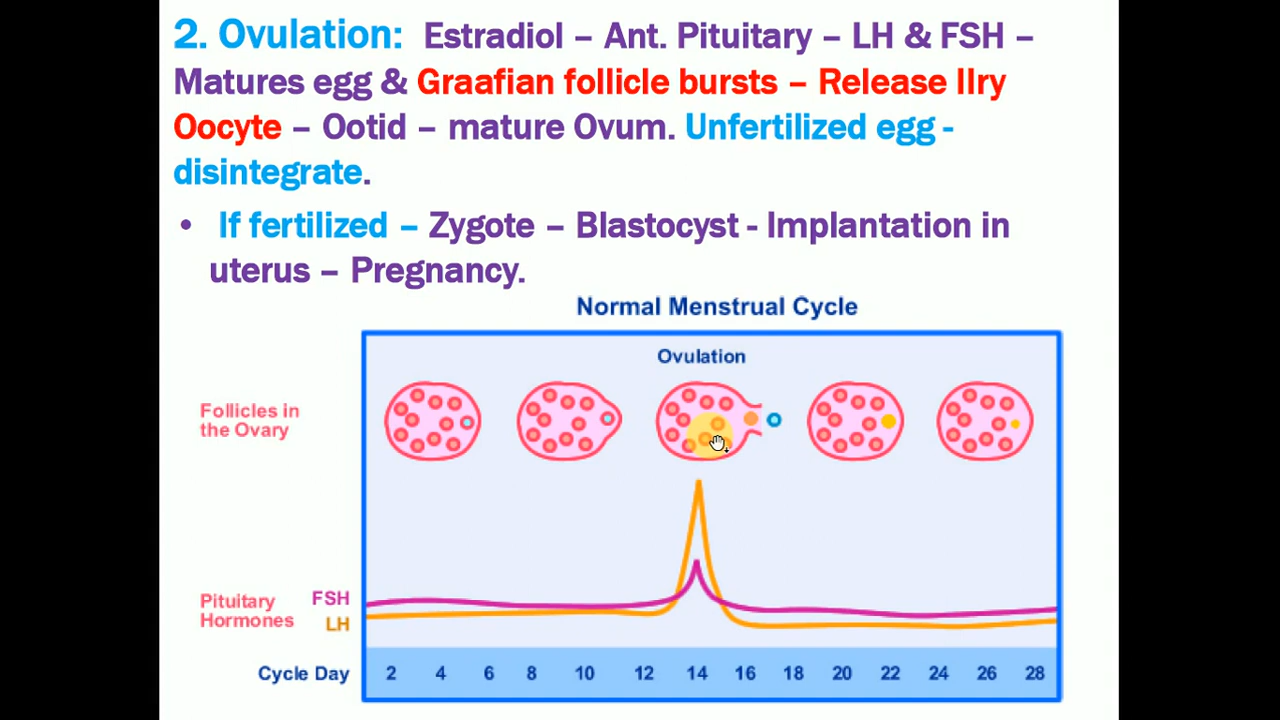 2. Ovulation: Estradiol – Ant. Pituitary – LH & FSH –
Matures egg & Graafian follicle bursts – Release IIry
Oocyte – Ootid – mature Ovum. Unfertilized egg -
disintegrate.
• If fertilized – Zygote – Blastocyst - Implantation in
uterus – Pregnancy.
Normal Menstrual Cycle
Ovulation
Follicles in
the Ovary
Pituitary
Hormones
FSH
LH
Cycle Day 2 4 6 8 10 12 14 16 18 20 22 24 26 28